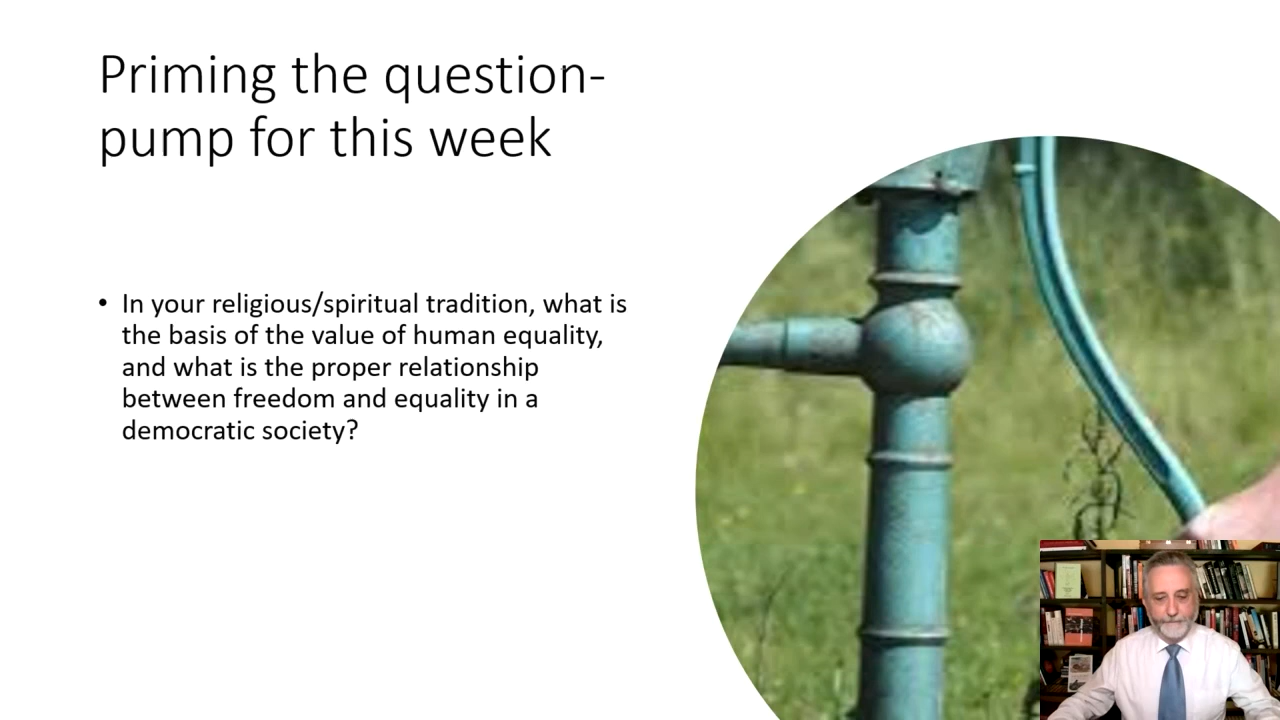 Priming the question-
pump for this week
• In your religious/spiritual tradition, what is
the basis of the value of human equality,
and what is the proper relationship
between freedom and equality in a
democratic society?